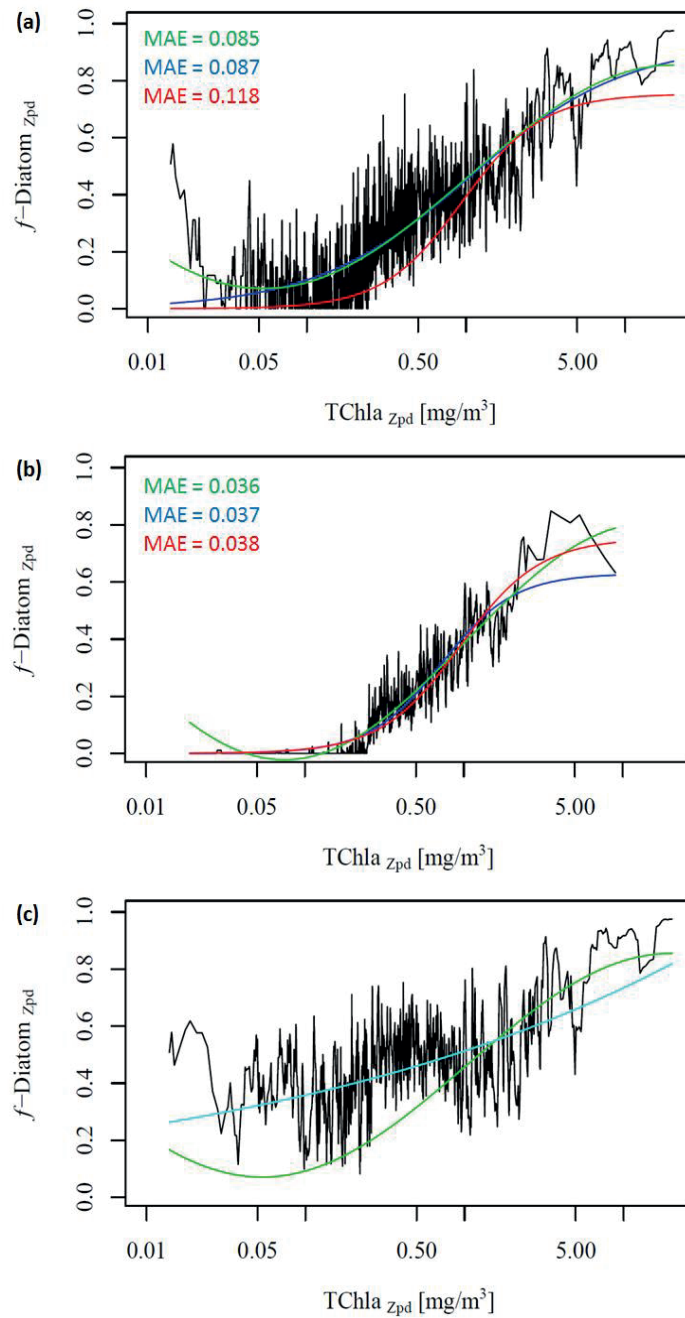 (a)
MAE = 0.085
MAE = 0.087
MAE = 0.118
1.0
0.8
0.6
0.4
0.2
0.0
f−Diatom Zpd
0.01 0.05 0.50 5.00
TChla Zpd [mg/m³]
(b)
MAE = 0.036
MAE = 0.037
MAE = 0.038
1.0
0.8
0.6
0.4
0.2
0.0
f−Diatom Zpd
0.01 0.05 0.50 5.00
TChla Zpd [mg/m³]
(c)
1.0
0.8
0.6
0.4
0.2
0.0
f−Diatom Zpd
0.01 0.05 0.50 5.00
TChla Zpd [mg/m³]